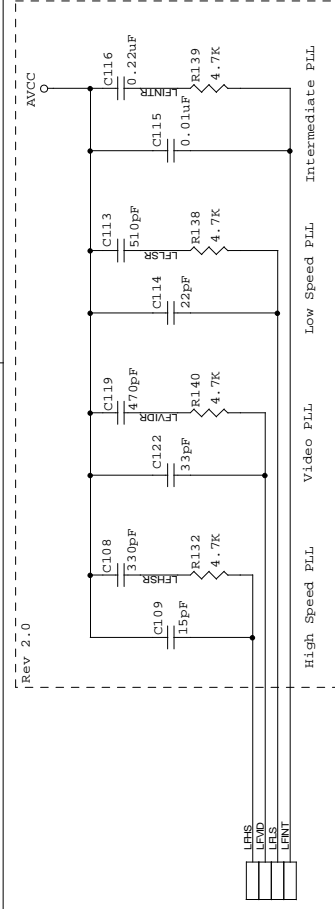 Rev 2.0
AVCC
C109
15pF
C108
330pF
LFHSR
R132
4.7K
High Speed PLL
C122
33pF
C119
470pF
LFVIDR
R140
4.7K
Video PLL
C114
22pF
C113
510pF
LFLSR
R138
4.7K
Low Speed PLL
C115
0.01uF
C116
0.22uF
LFINTR
R139
4.7K
Intermediate PLL
LFHS
LFVID
LFLS
LFINT